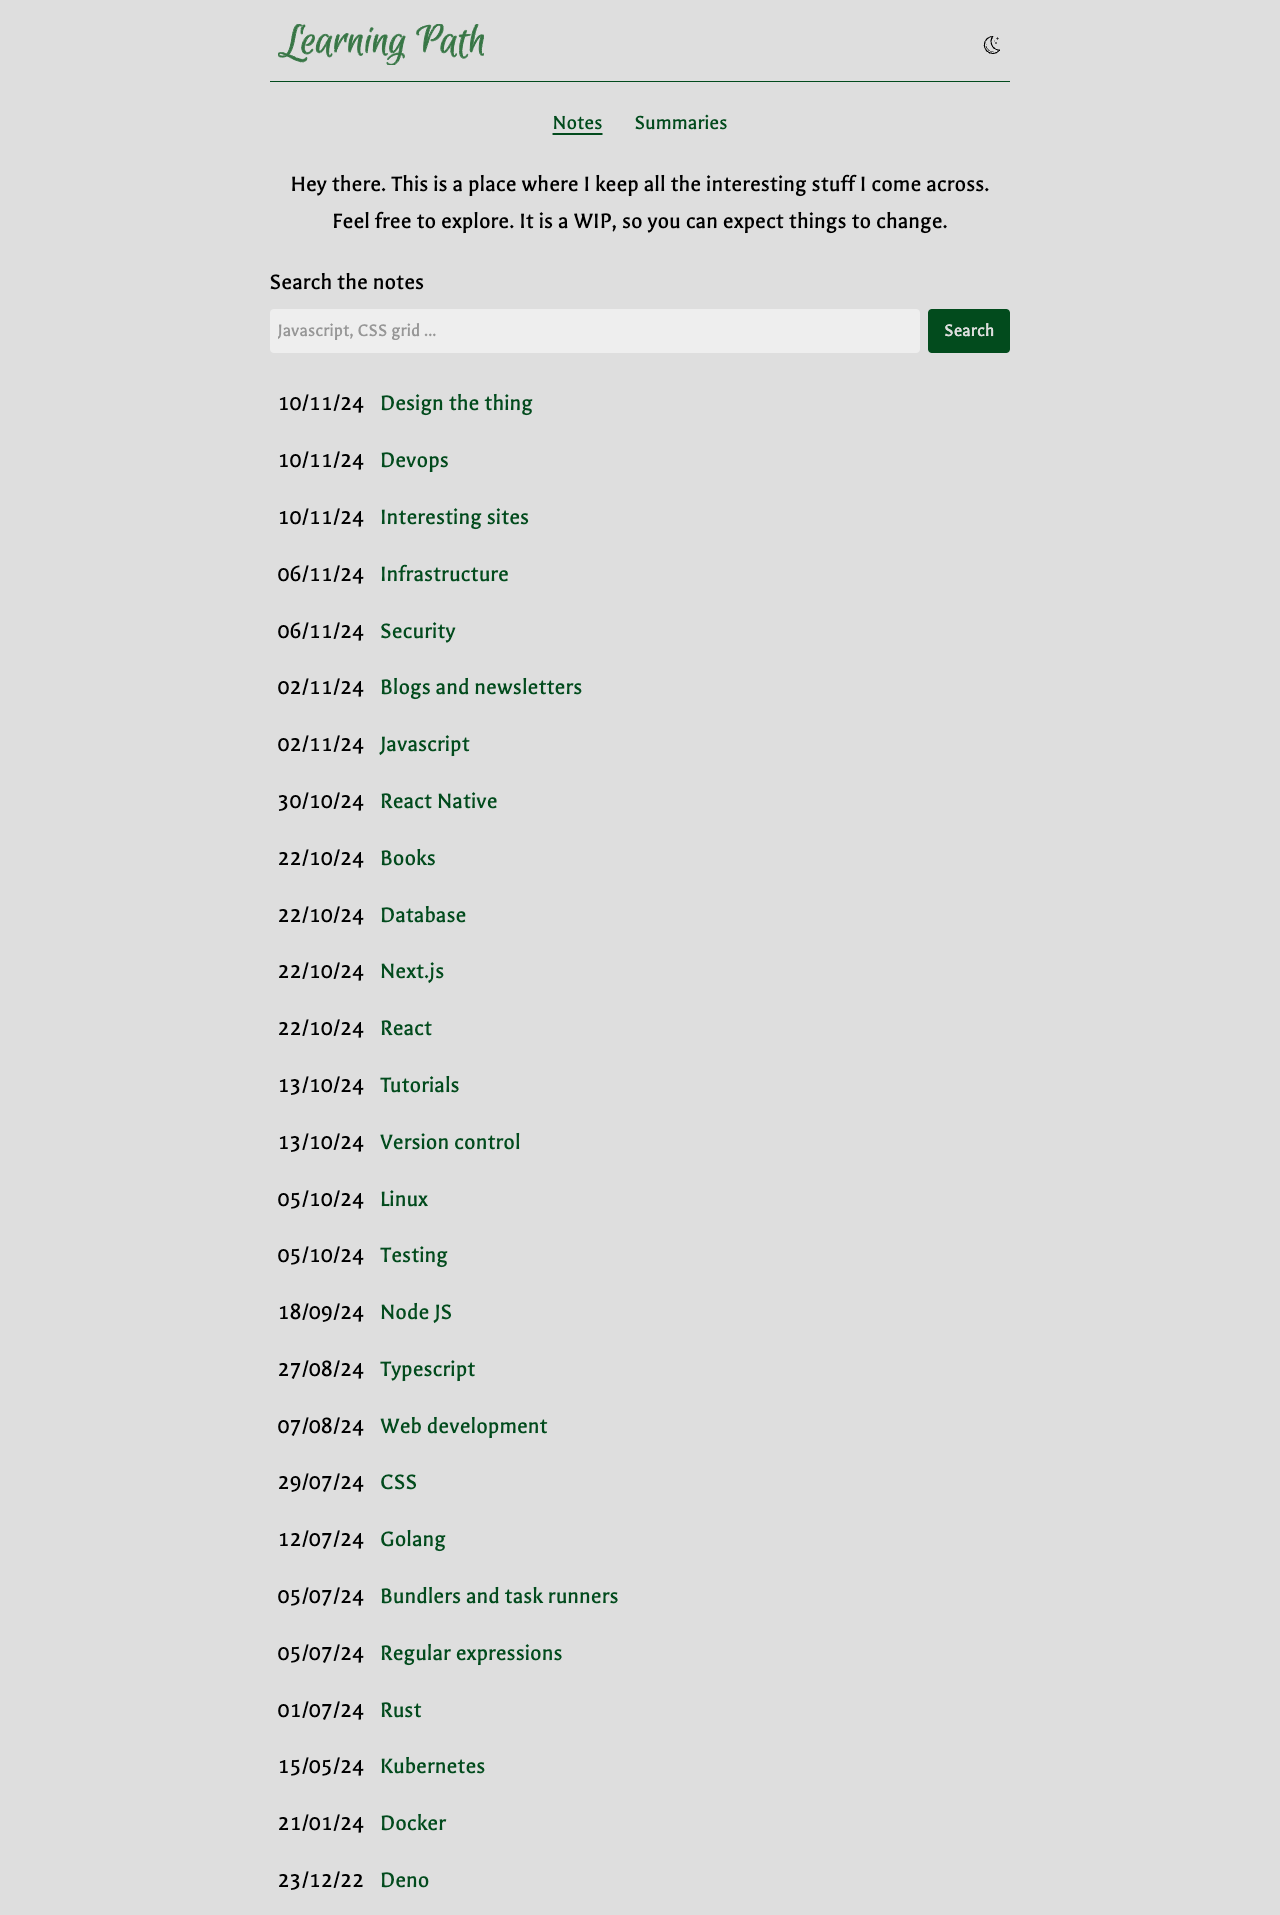 Learning Path
Notes Summaries
Hey there. This is a place where I keep all the interesting stuff I come across.
Feel free to explore. It is a WIP, so you can expect things to change.
Search the notes
Javascript, CSS grid ... Search
10/11/24 Design the thing
10/11/24 Devops
10/11/24 Interesting sites
06/11/24 Infrastructure
06/11/24 Security
02/11/24 Blogs and newsletters
02/11/24 Javascript
30/10/24 React Native
22/10/24 Books
22/10/24 Database
22/10/24 Next.js
22/10/24 React
13/10/24 Tutorials
13/10/24 Version control
05/10/24 Linux
05/10/24 Testing
18/09/24 Node JS
27/08/24 Typescript
07/08/24 Web development
29/07/24 CSS
12/07/24 Golang
05/07/24 Bundlers and task runners
05/07/24 Regular expressions
01/07/24 Rust
15/05/24 Kubernetes
21/01/24 Docker
23/12/22 Deno